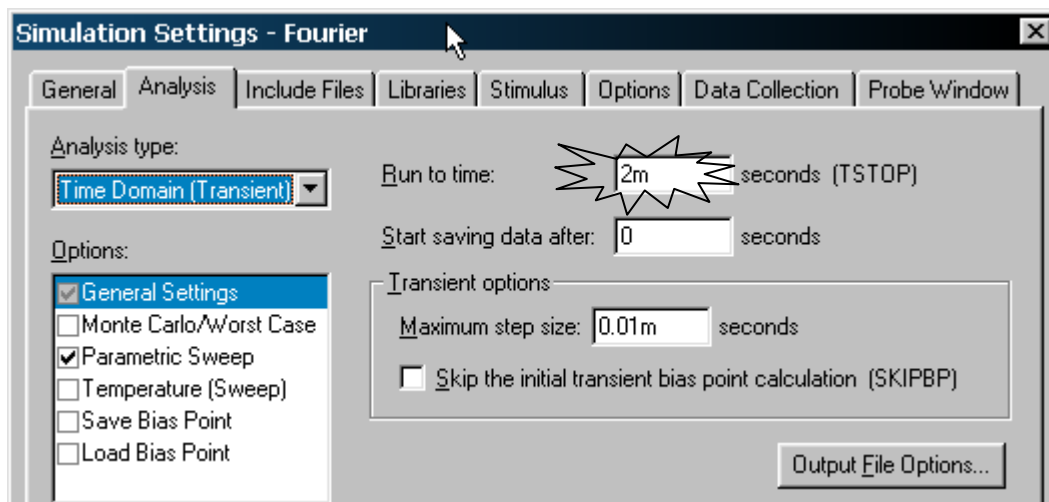 Simulation Settings - Fourier
General Analysis Include Files Libraries Stimulus Options Data Collection Probe Window
Analysis type:
Time Domain (Transient)
Run to time: 2m seconds (TSTOP)
Start saving data after: 0 seconds
Options:
General Settings
Monte Carlo/Worst Case
Parametric Sweep
Temperature (Sweep)
Save Bias Point
Load Bias Point
Transient options
Maximum step size: 0.01m seconds
Skip the initial transient bias point calculation (SKIPBP)
Output File Options...